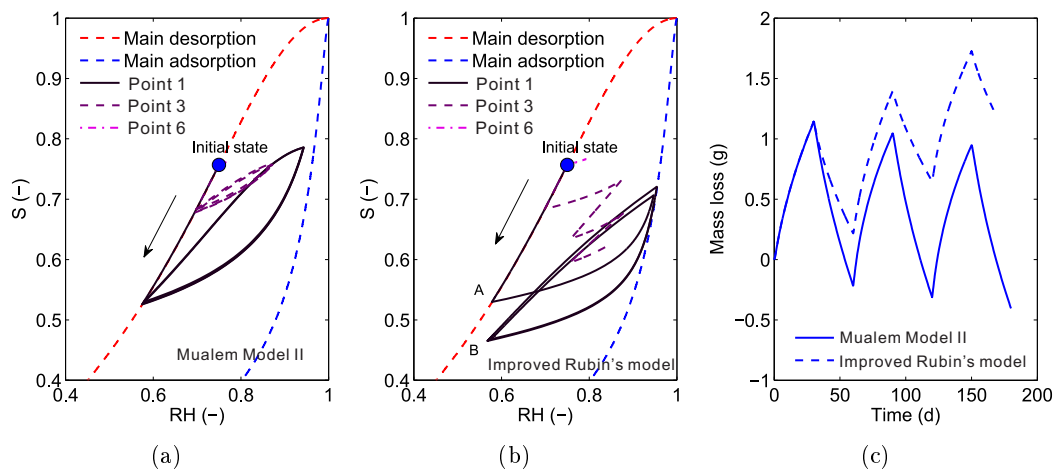 1
0.9
0.8
0.7
0.6
0.5
0.4
S (−)
Main desorption
Main adsorption
Point 1
Point 3
Point 6
Initial state
Mualem Model II
0.4 0.6 0.8 1
RH (−)
(a)
1
0.9
0.8
0.7
0.6
0.5
0.4
S (−)
Main desorption
Main adsorption
Point 1
Point 3
Point 6
Initial state
A
B
Improved Rubin's model
0.4 0.6 0.8 1
RH (−)
(b)
2
1.5
1
0.5
0
−0.5
−1
Mass loss (g)
Mualem Model II
Improved Rubin's model
0 50 100 150 200
Time (d)
(c)